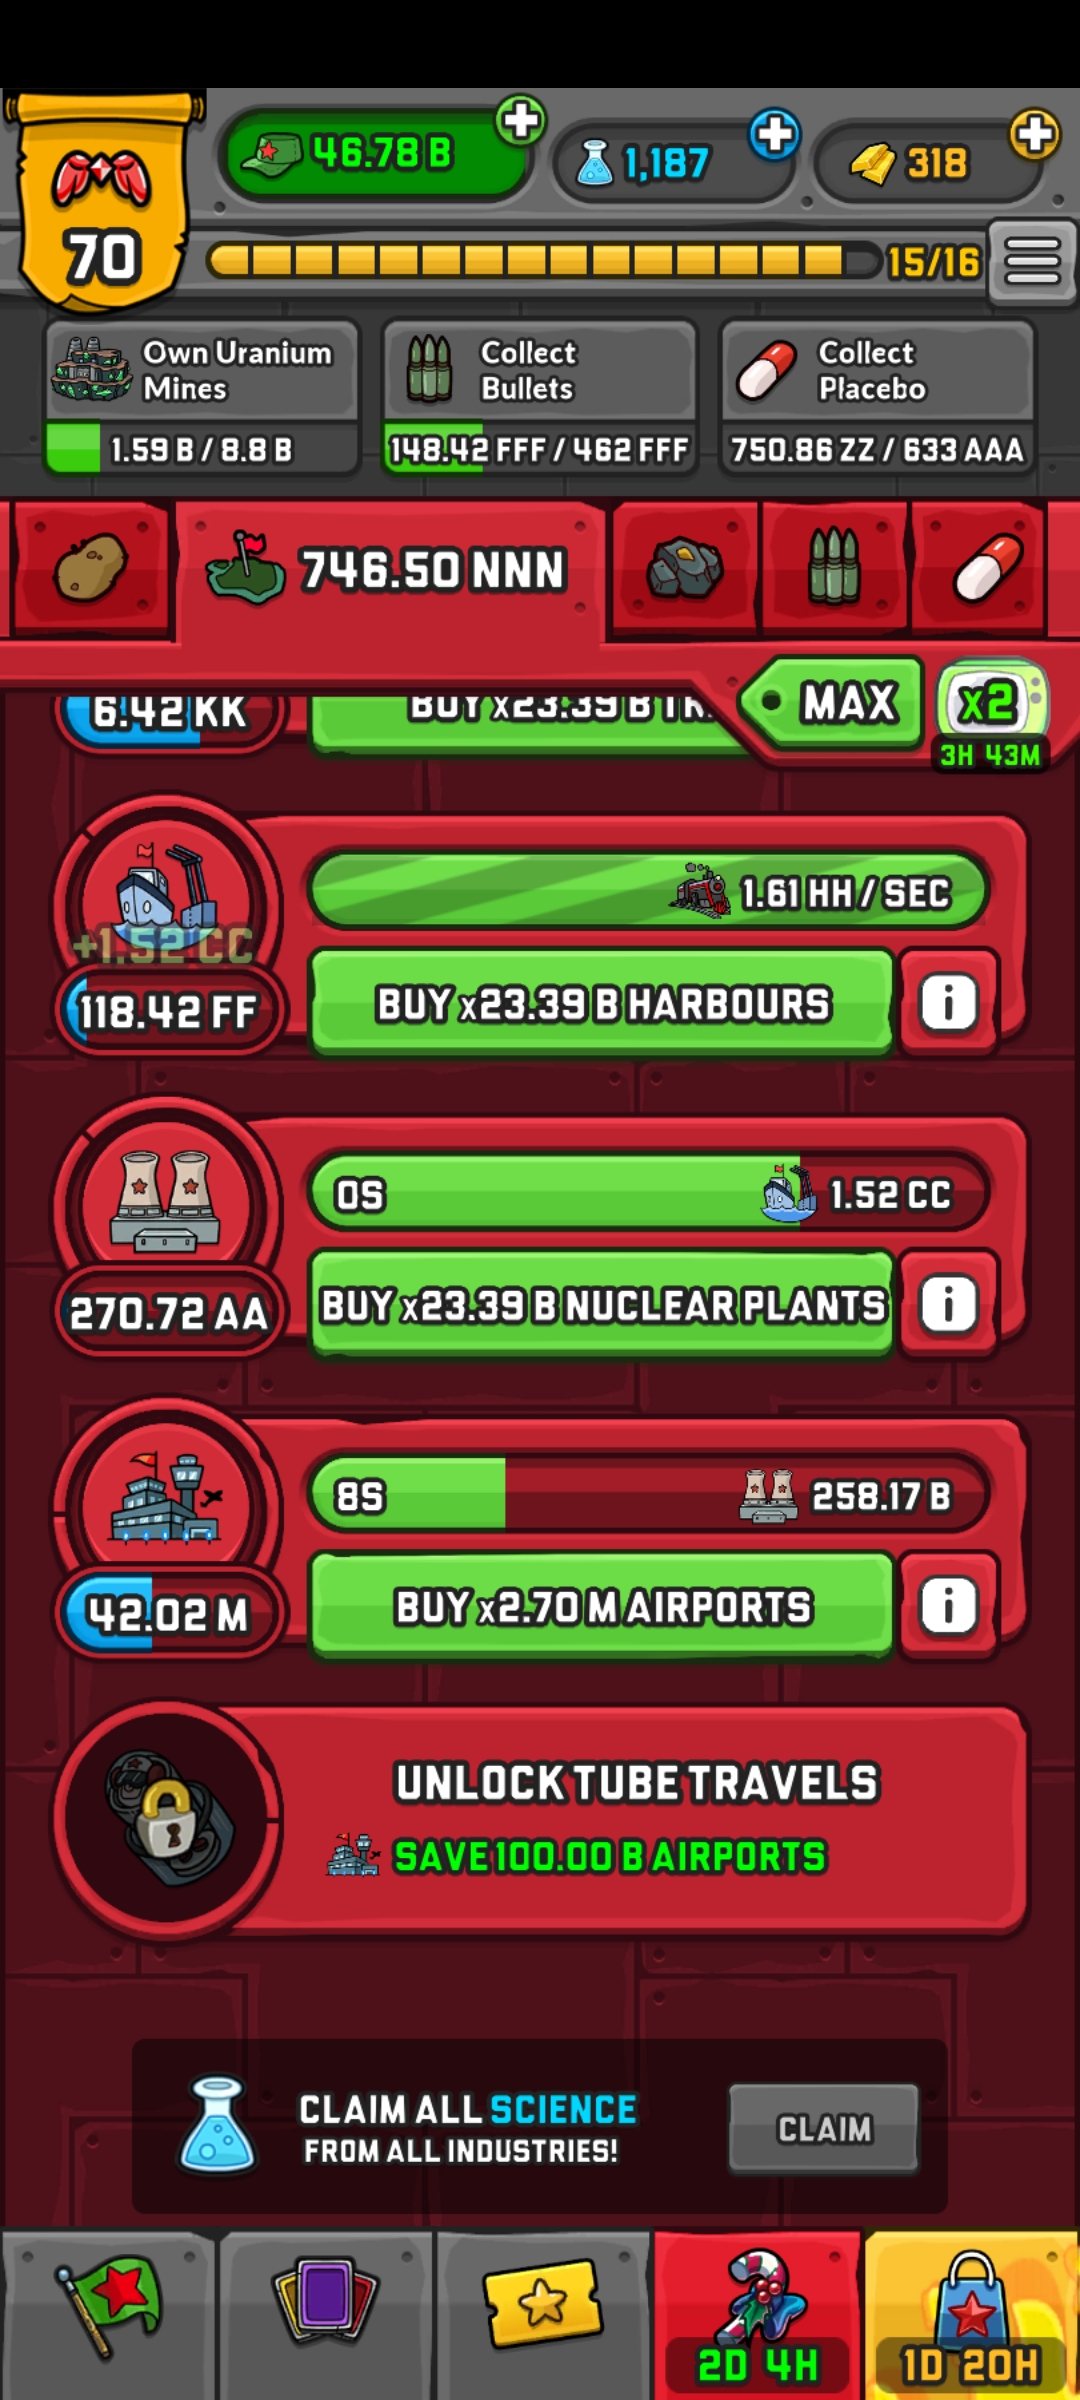 46.78 B
1,187
318
70
15/16
Own Uranium
Mines
1.59 B / 8.8 B
Collect
Bullets
148.42 FFF / 462 FFF
Collect
Placebo
750.86 ZZ / 633 AAA
746.50 NNN
MAX
x2
3H 43M
6.42 KK
BUY x23.39 B
+1.52 CC
118.42 FF
1.61 HH / SEC
BUY x23.39 B HARBOURS
i
0S
1.52 CC
270.72 AA
BUY x23.39 B NUCLEAR PLANTS
i
8S
258.17 B
42.02 M
BUY x2.70 M AIRPORTS
i
UNLOCK TUBE TRAVELS
SAVE 100.00 B AIRPORTS
CLAIM ALL SCIENCE
FROM ALL INDUSTRIES!
CLAIM
2D 4H
1D 20H